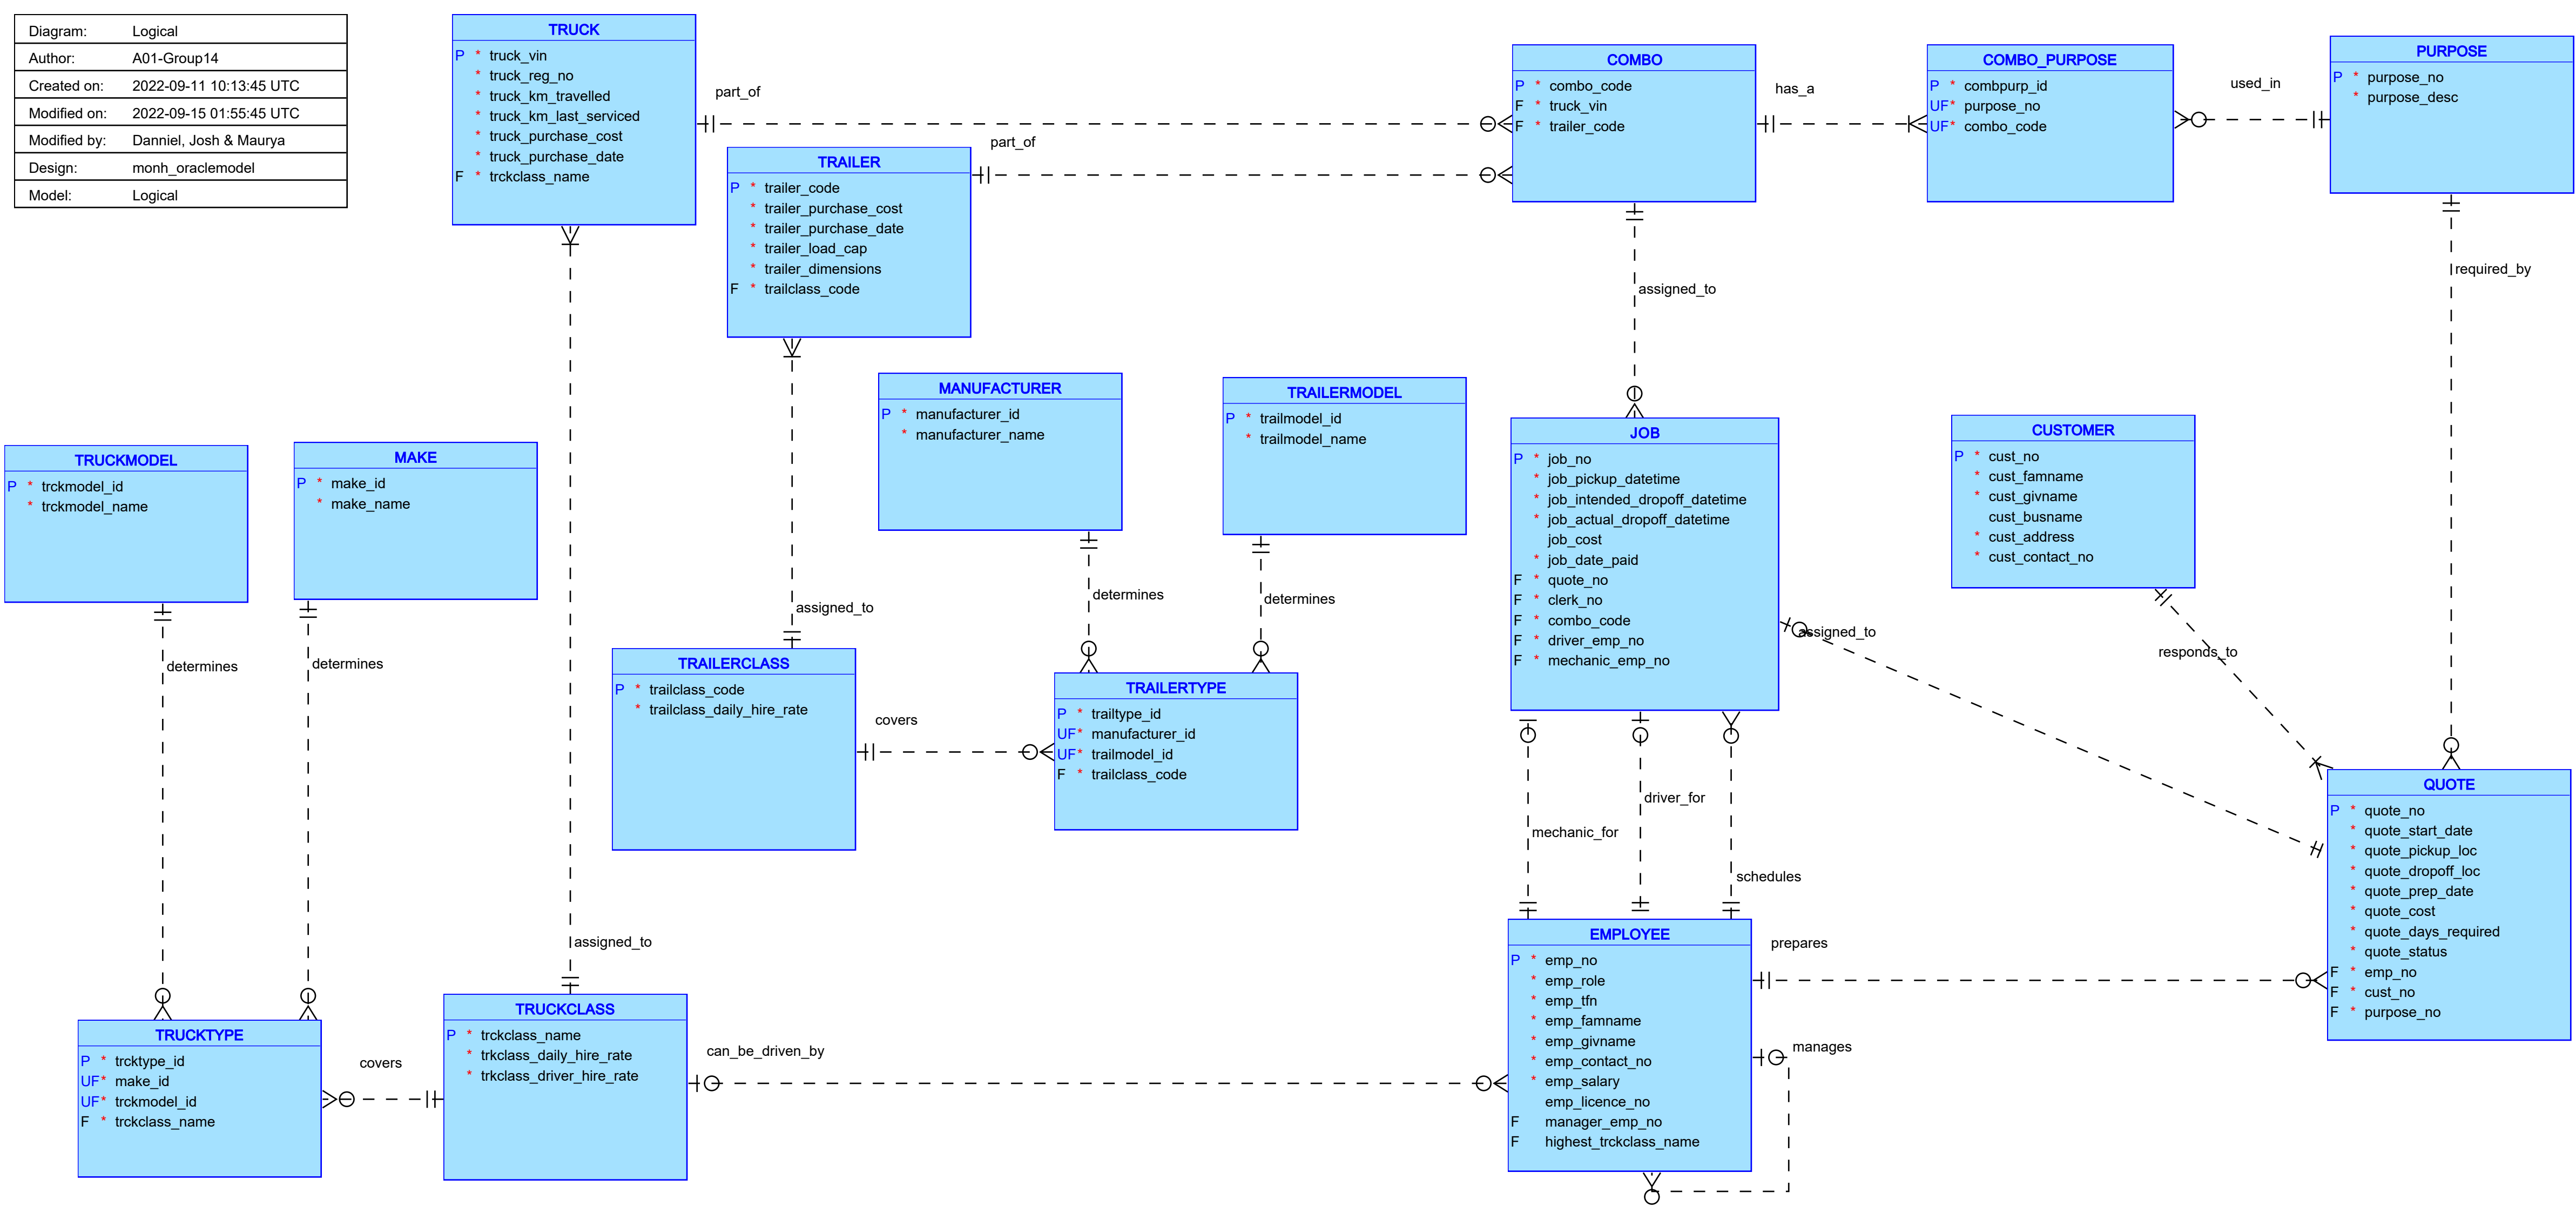 Diagram: Logical
Author: A01-Group14
Created on: 2022-09-11 10:13:45 UTC
Modified on: 2022-09-15 01:55:45 UTC
Modified by: Danniel, Josh & Maurya
Design: monh_oraclemodel
Model: Logical
TRUCK
P * truck_vin
* truck_reg_no
* truck_km_travelled
* truck_km_last_serviced
* truck_purchase_cost
* truck_purchase_date
F * trckclass_name
part_of
TRAILER
P * trailer_code
* trailer_purchase_cost
* trailer_purchase_date
* trailer_load_cap
* trailer_dimensions
F * trailclass_code
part_of
COMBO
P * combo_code
F * truck_vin
F * trailer_code
has_a
COMBO_PURPOSE
P * combpurp_id
UF * purpose_no
UF * combo_code
used_in
PURPOSE
P * purpose_no
* purpose_desc
required_by
assigned_to
TRUCKMODEL
P * trckmodel_id
* trckmodel_name
MAKE
P * make_id
* make_name
MANUFACTURER
P * manufacturer_id
* manufacturer_name
TRAILERMODEL
P * trailmodel_id
* trailmodel_name
JOB
P * job_no
* job_pickup_datetime
* job_intended_dropoff_datetime
* job_actual_dropoff_datetime
job_cost
* job_date_paid
F * quote_no
F * clerk_no
F * combo_code
F * driver_emp_no
F * mechanic_emp_no
CUSTOMER
P * cust_no
* cust_famname
* cust_givname
cust_busname
* cust_address
* cust_contact_no
determines
determines
assigned_to
determines
determines
assigned_to
responds_to
TRAILERCLASS
P * trailclass_code
* trailclass_daily_hire_rate
covers
TRAILERTYPE
P * trailtype_id
UF * manufacturer_id
UF * trailmodel_id
F * trailclass_code
mechanic_for
driver_for
schedules
QUOTE
P * quote_no
* quote_start_date
* quote_pickup_loc
* quote_dropoff_loc
* quote_prep_date
* quote_cost
* quote_days_required
* quote_status
F * emp_no
F * cust_no
F * purpose_no
assigned_to
TRUCKTYPE
P * trcktype_id
UF * make_id
UF * trckmodel_id
F * trckclass_name
covers
TRUCKCLASS
P * trckclass_name
* trkclass_daily_hire_rate
* trkclass_driver_hire_rate
can_be_driven_by
EMPLOYEE
P * emp_no
* emp_role
* emp_tfn
* emp_famname
* emp_givname
* emp_contact_no
* emp_salary
emp_licence_no
F manager_emp_no
F highest_trckclass_name
prepares
manages